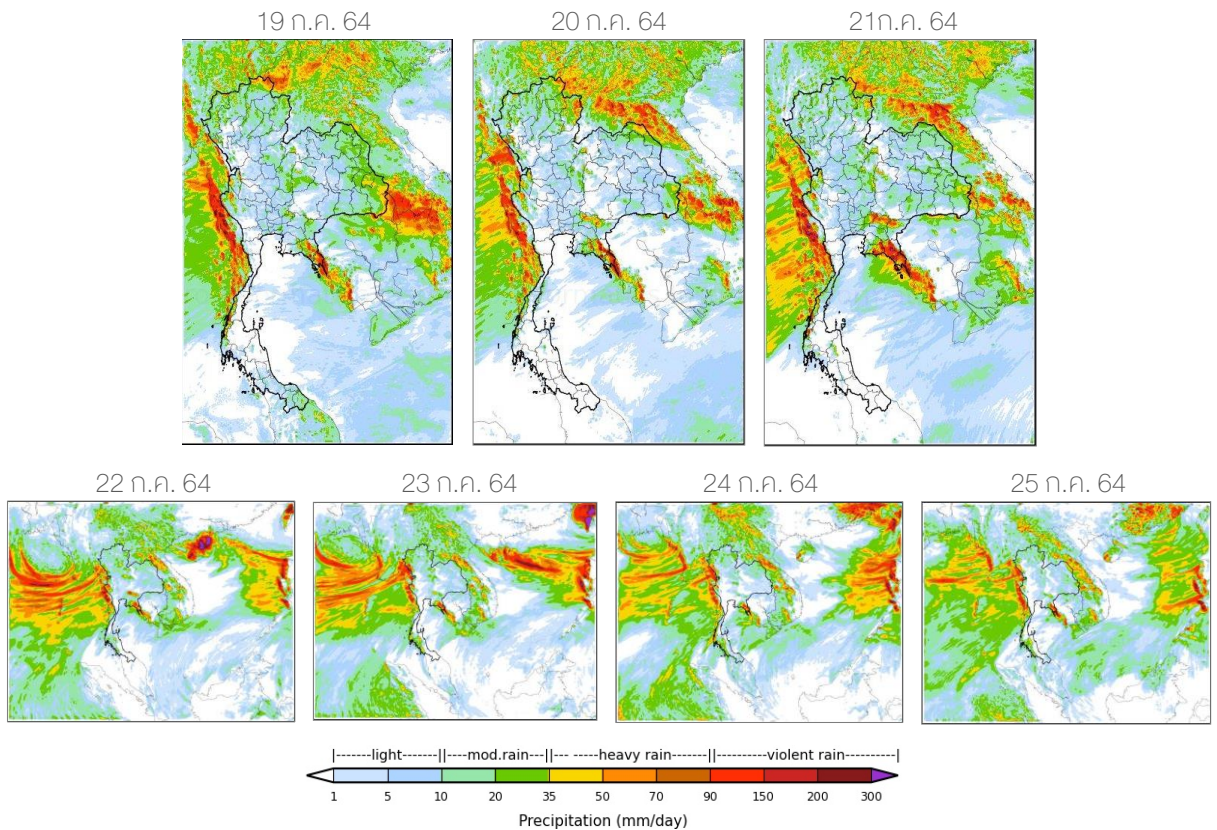 19 ก.ค. 64
20 ก.ค. 64
21ก.ค. 64
22 ก.ค. 64
23 ก.ค. 64
24 ก.ค. 64
25 ก.ค. 64
|-------light-------||----mod.rain---||--- ----heavy rain-------||----------violent rain----------|
1 5 10 20 35 50 70 90 150 200 300
Precipitation (mm/day)